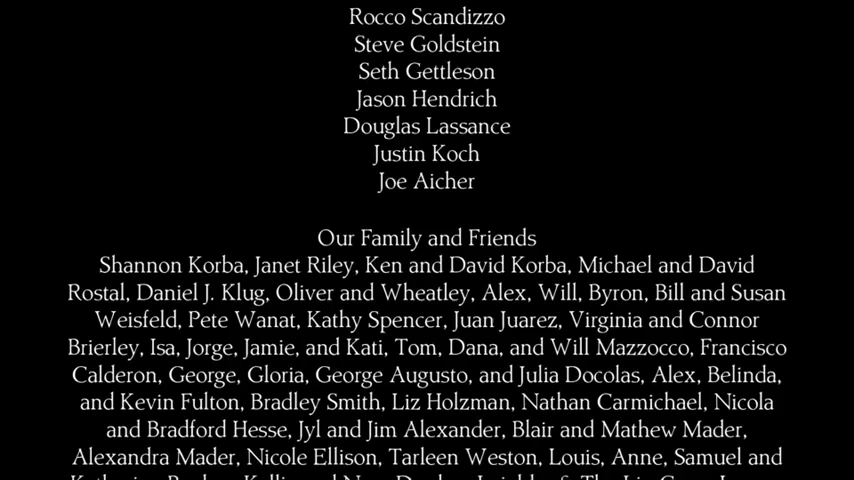 Rocco Scandizzo
Steve Goldstein
Seth Gettleson
Jason Hendrich
Douglas Lassance
Justin Koch
Joe Aicher
Our Family and Friends
Shannon Korba, Janet Riley, Ken and David Korba, Michael and David
Rostal, Daniel J. Klug, Oliver and Wheatley, Alex, Will, Byron, Bill and Susan
Weisfeld, Pete Wanat, Kathy Spencer, Juan Juarez, Virginia and Connor
Brierley, Isa, Jorge, Jamie, and Kati, Tom, Dana, and Will Mazzocco, Francisco
Calderon, George, Gloria, George Augusto, and Julia Docolas, Alex, Belinda,
and Kevin Fulton, Bradley Smith, Liz Holzman, Nathan Carmichael, Nicola
and Bradford Hesse, Jyl and Jim Alexander, Blair and Mathew Mader,
Alexandra Mader, Nicole Ellison, Tarleen Weston, Louis, Anne, Samuel and